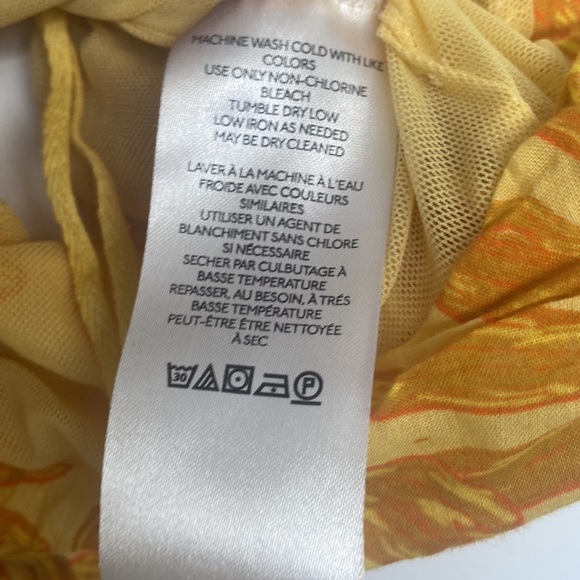 MACHINE WASH COLD WITH LIKE
COLORS
USE ONLY NON-CHLORINE
BLEACH
TUMBLE DRY LOW
LOW IRON AS NEEDED
MAY BE DRY CLEANED
LAVER À LA MACHINE À L'EAU
FROIDE AVEC COULEURS
SIMILAIRES
UTILISER UN AGENT DE
BLANCHIMENT SANS CHLORE
SI NÉCESSAIRE
SECHER PAR CULBUTAGE À
BASSE TEMPERATURE
REPASSER, AU BESOIN, À TRÉS
BASSE TEMPÉRATURE
PEUT-ÊTRE ÊTRE NETTOYÉE
À SEC
30 P